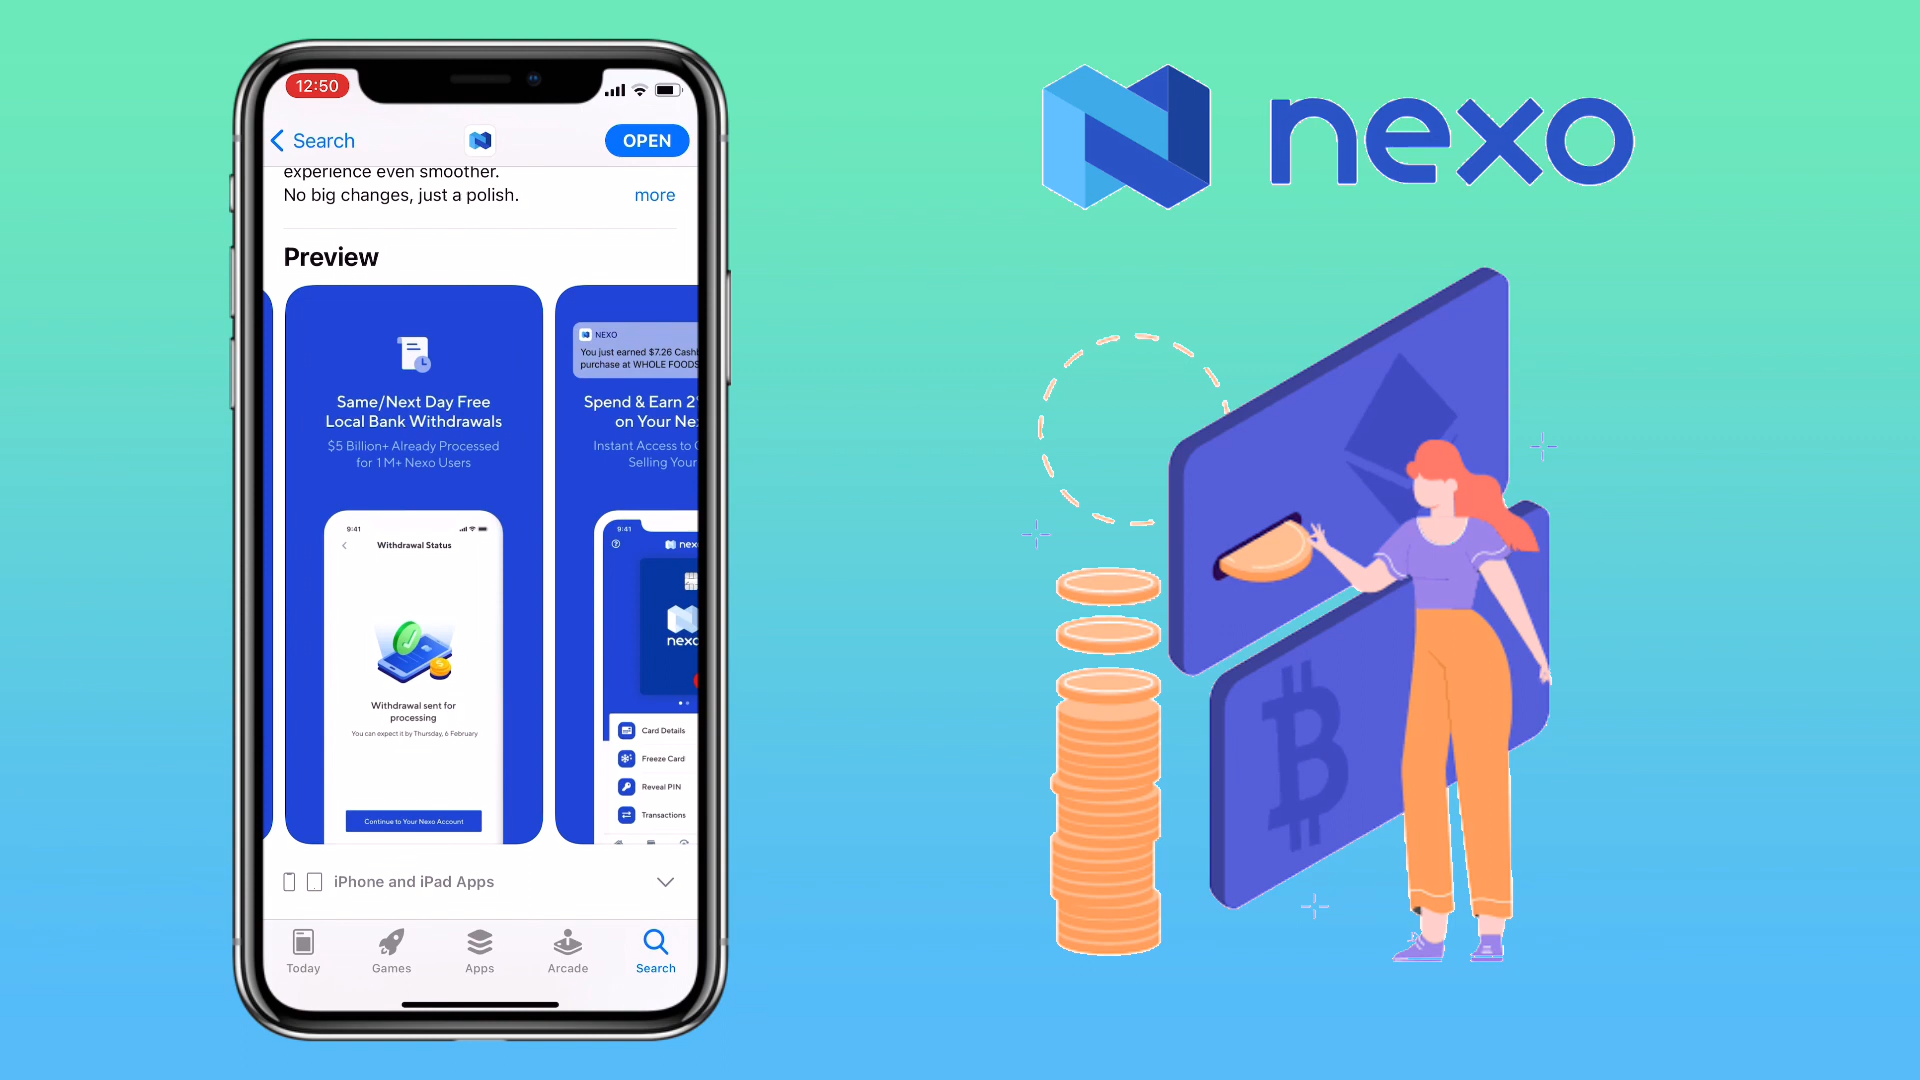 12:50
Search
OPEN
experience even smoother.
No big changes, just a polish.
more
Preview
Same/Next Day Free
Local Bank Withdrawals
$5 Billion+ Already Processed
for 1M+ Nexo Users
9:41
Withdrawal Status
Withdrawal sent for
processing
You can expect it by Thursday, 6 February
Continue to Your Nexo Account
NEXO
You just earned $7.26
purchase at WHOLE FOODS
Spend & Earn
on Your
Instant Access to
Selling Your
9:41
nexo
Card Details
Freeze Card
Reveal PIN
Transactions
iPhone and iPad Apps
Today
Games
Apps
Arcade
Search
nexo